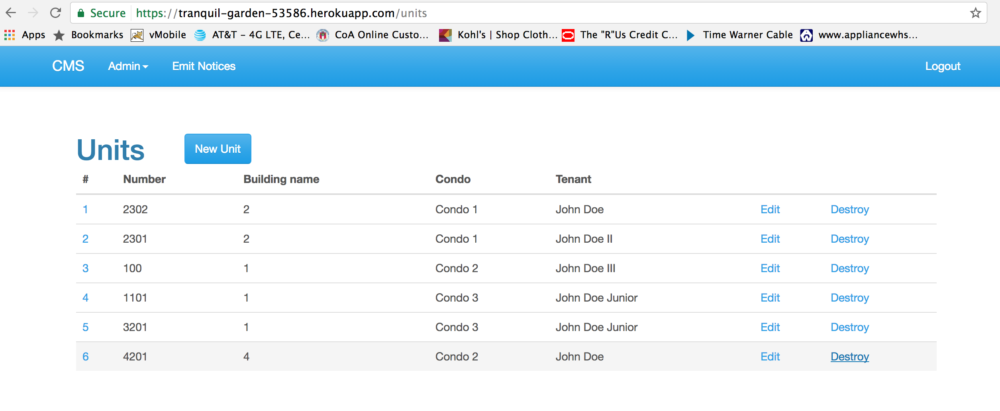 Secure https://tranquil-garden-53586.herokuapp.com/units
Apps Bookmarks vMobile AT&T - 4G LTE, Ce... CoA Online Custo... Kohl's | Shop Cloth... The "R"Us Credit C... Time Warner Cable www.appliancewhs...
CMS Admin Emit Notices Logout
Units New Unit
# Number Building name Condo Tenant
1 2302 2 Condo 1 John Doe Edit Destroy
2 2301 2 Condo 1 John Doe II Edit Destroy
3 100 1 Condo 2 John Doe III Edit Destroy
4 1101 1 Condo 3 John Doe Junior Edit Destroy
5 3201 1 Condo 3 John Doe Junior Edit Destroy
6 4201 4 Condo 2 John Doe Edit Destroy